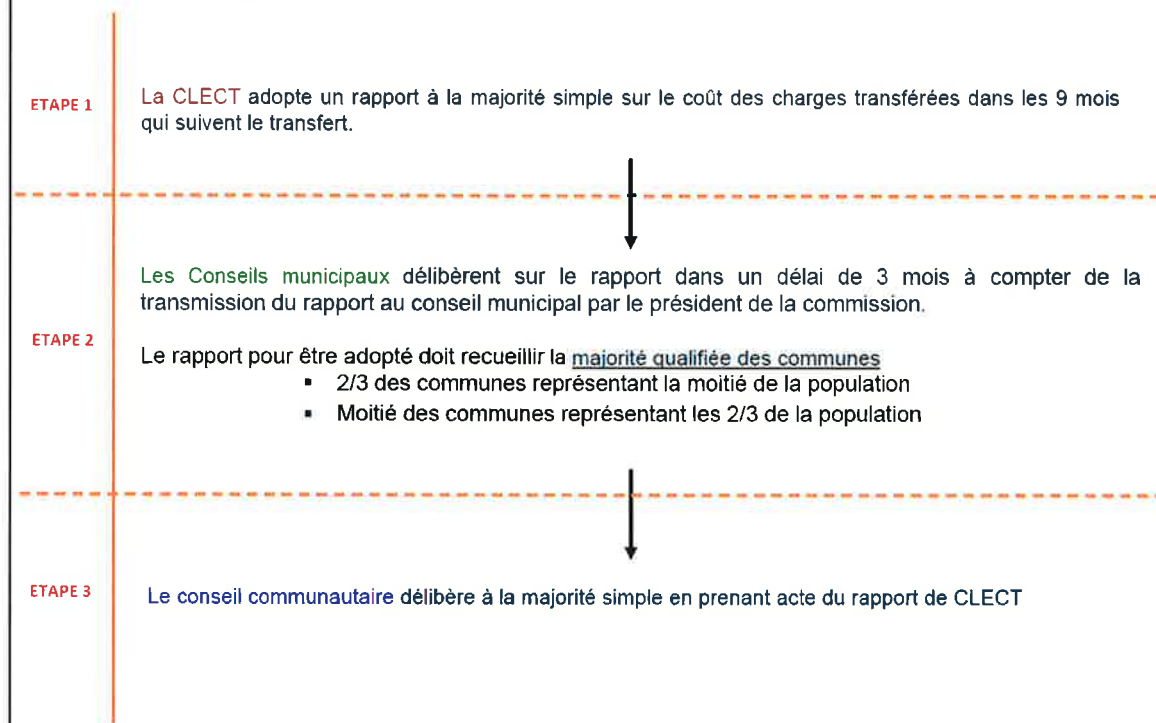 ETAPE 1
La CLECT adopte un rapport à la majorité simple sur le coût des charges transférées dans les 9 mois
qui suivent le transfert.
Les Conseils municipaux délibèrent sur le rapport dans un délai de 3 mois à compter de la
transmission du rapport au conseil municipal par le président de la commission.
ETAPE 2
Le rapport pour être adopté doit recueillir la majorité qualifiée des communes
▪ 2/3 des communes représentant la moitié de la population
▪ Moitié des communes représentant les 2/3 de la population
ETAPE 3
Le conseil communautaire délibère à la majorité simple en prenant acte du rapport de CLECT